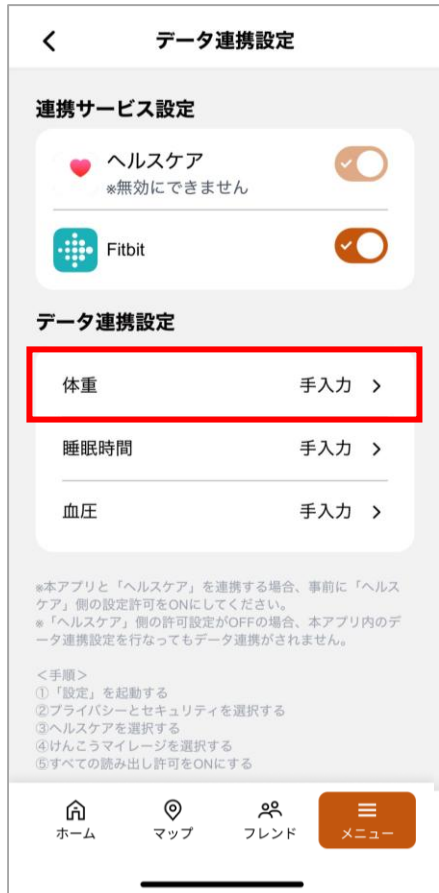 データ連携設定
連携サービス設定
ヘルスケア
※無効にできません
Fitbit
データ連携設定
体重 手入力
睡眠時間 手入力
血圧 手入力
※本アプリと「ヘルスケア」を連携する場合、事前に「ヘルス
ケア」側の設定許可をONにしてください。
※「ヘルスケア」側の許可設定がOFFの場合、本アプリ内のデ
ータ連携設定を行なってもデータ連携がされません。
＜手順＞
①「設定」を起動する
②プライバシーとセキュリティを選択する
③ヘルスケアを選択する
④けんこうマイレージを選択する
⑤すべての読み出し許可をONにする
ホーム マップ フレンド メニュー